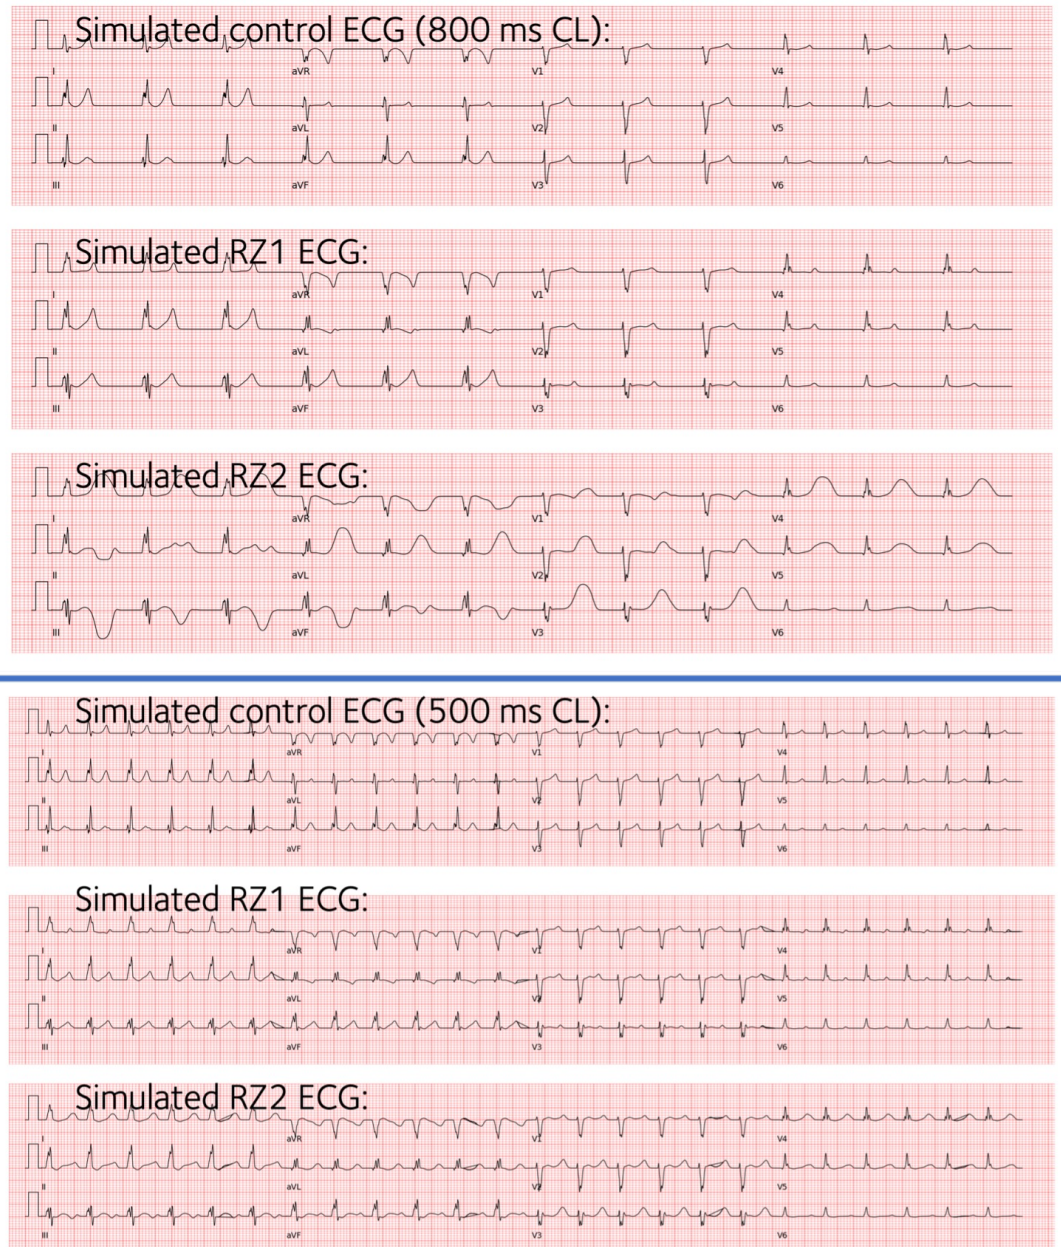 Simulated control ECG (800 ms CL):
I aVR V1 V4
II aVL V2 V5
III aVF V3 V6
Simulated RZ1 ECG:
I aVR V1 V4
II aVL V2 V5
III aVF V3 V6
Simulated RZ2 ECG:
I aVR V1 V4
II aVL V2 V5
III aVF V3 V6
Simulated control ECG (500 ms CL):
I aVR V1 V4
II aVL V2 V5
III aVF V3 V6
Simulated RZ1 ECG:
I aVR V1 V4
II aVL V2 V5
III aVF V3 V6
Simulated RZ2 ECG:
I aVR V1 V4
II aVL V2 V5
III aVF V3 V6